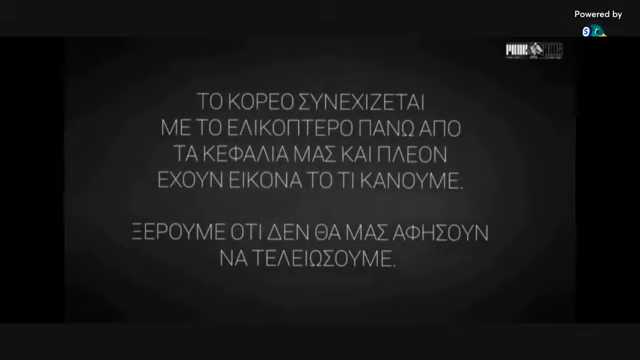 Powered by
ΤΟ ΚΟΡΕΟ ΣΥΝΕΧΙΖΕΤΑΙ
ΜΕ ΤΟ ΕΛΙΚΟΠΤΕΡΟ ΠΑΝΩ ΑΠΟ
ΤΑ ΚΕΦΑΛΙΑ ΜΑΣ ΚΑΙ ΠΛΕΟΝ
ΕΧΟΥΝ ΕΙΚΟΝΑ ΤΟ ΤΙ ΚΑΝΟΥΜΕ.
ΞΕΡΟΥΜΕ ΟΤΙ ΔΕΝ ΘΑ ΜΑΣ ΑΦΗΣΟΥΝ
ΝΑ ΤΕΛΕΙΩΣΟΥΜΕ.